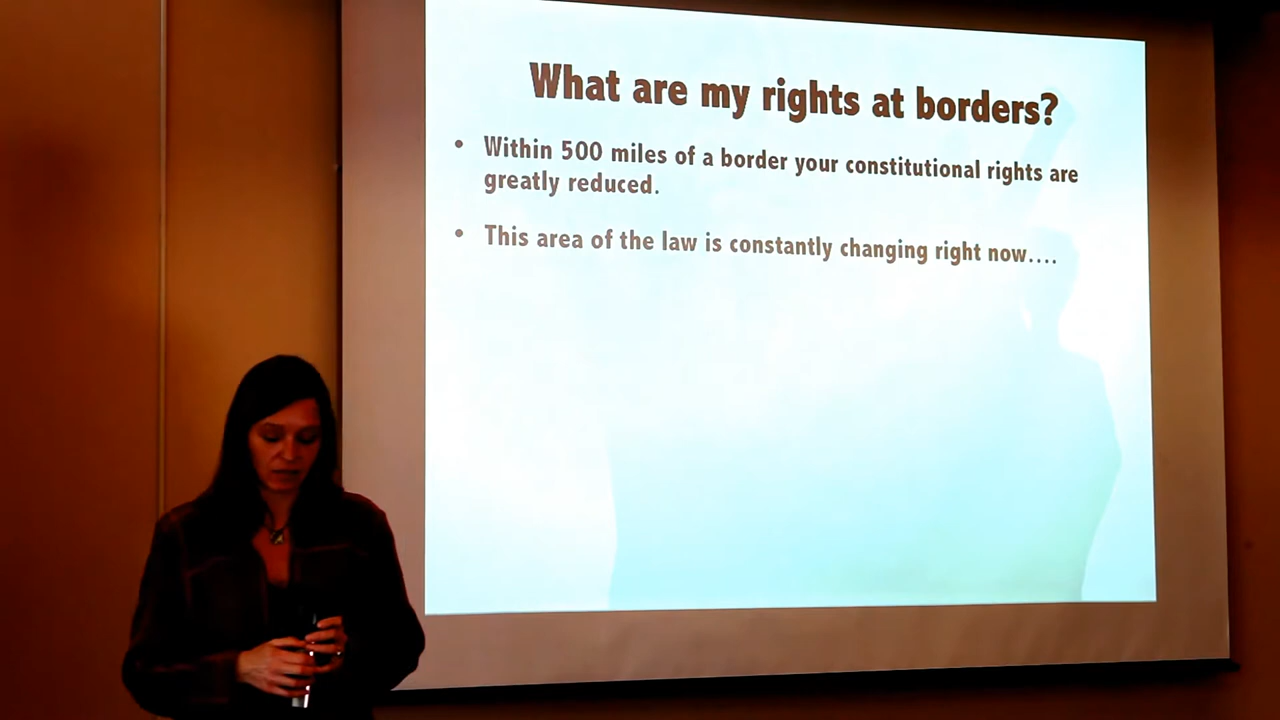 What are my rights at borders?
• Within 500 miles of a border your constitutional rights are
greatly reduced.
• This area of the law is constantly changing right now....